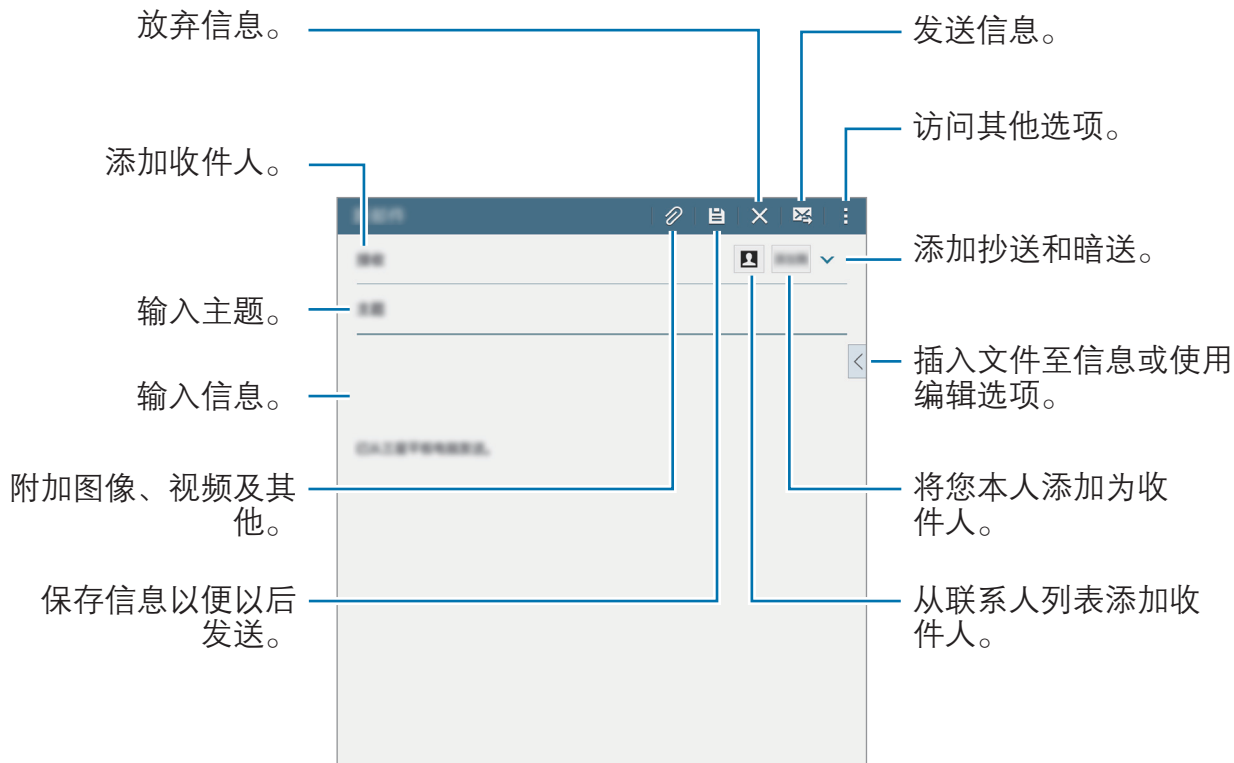 放弃信息。
发送信息。
访问其他选项。
添加收件人。
添加抄送和暗送。
输入主题。
插入文件至信息或使用
编辑选项。
输入信息。
附加图像、视频及其
他。
将您本人添加为收
件人。
保存信息以便以后
发送。
从联系人列表添加收
件人。